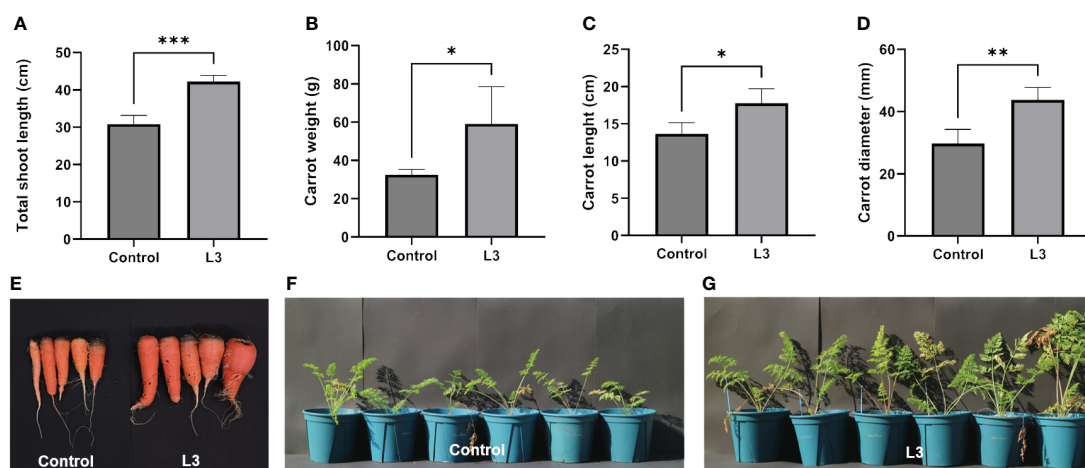 A
Total shoot length (cm)
50
40
30
20
10
0
***
Control
L3
B
Carrot weight (g)
100
80
60
40
20
0
*
Control
L3
C
Carrot lenght (cm)
25
20
15
10
5
0
*
Control
L3
D
Carrot diameter (mm)
60
40
20
0
**
Control
L3
E
Control
L3
F
Control
G
L3